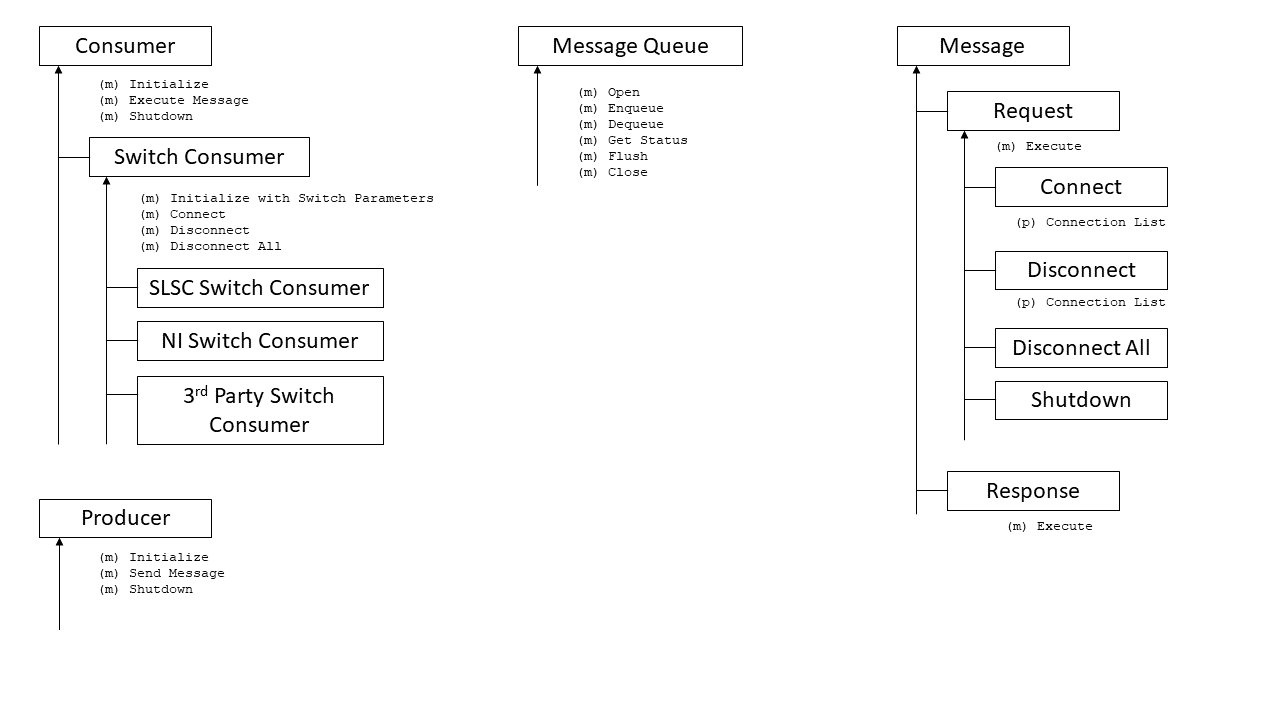 Consumer
(m) Initialize
(m) Execute Message
(m) Shutdown
Switch Consumer
(m) Initialize with Switch Parameters
(m) Connect
(m) Disconnect
(m) Disconnect All
SLSC Switch Consumer
NI Switch Consumer
3rd Party Switch
Consumer
Producer
(m) Initialize
(m) Send Message
(m) Shutdown
Message Queue
(m) Open
(m) Enqueue
(m) Dequeue
(m) Get Status
(m) Flush
(m) Close
Message
Request
(m) Execute
Connect
(p) Connection List
Disconnect
(p) Connection List
Disconnect All
Shutdown
Response
(m) Execute